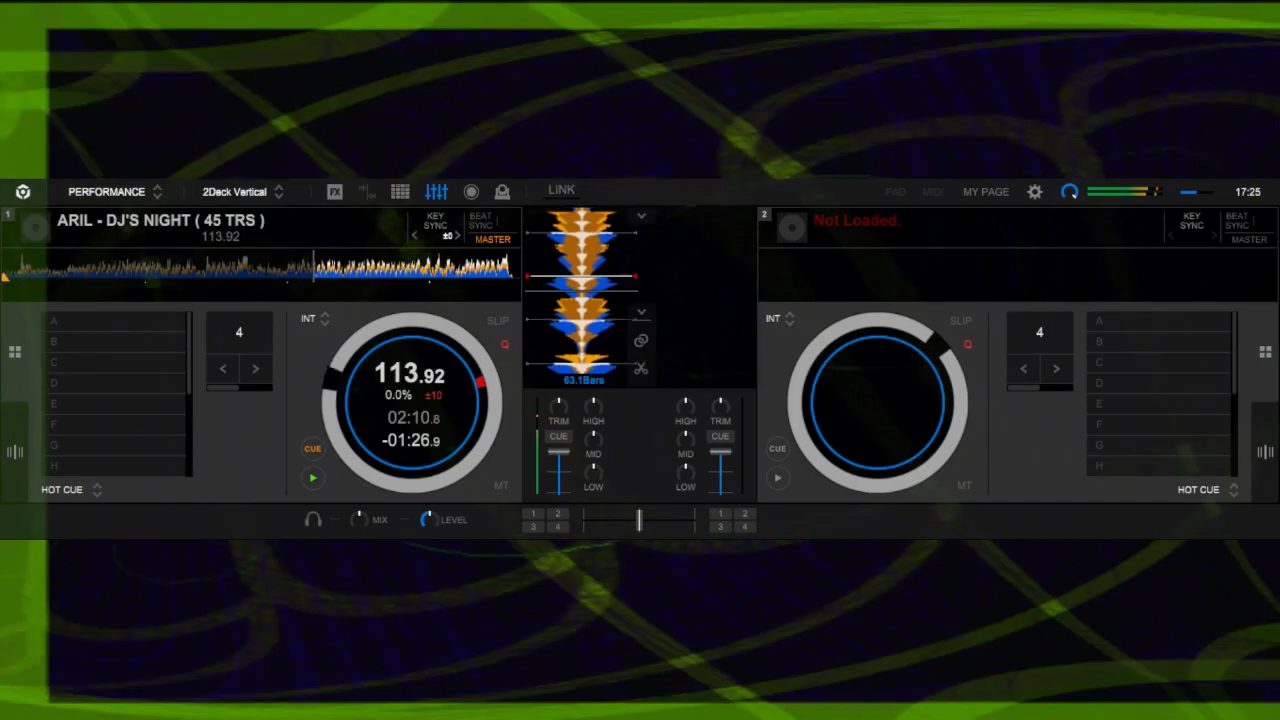 PERFORMANCE 2Deck Vertical FX LINK PAD MIDI MY PAGE 17:25
1 ARIL - DJ'S NIGHT ( 45 TRS ) KEY SYNC BEAT SYNC
113.92 ±0 MASTER
2 Not Loaded. KEY SYNC BEAT SYNC
MASTER
A
B
C
D
E
F
G
H
HOT CUE
4
INT
SLIP
Q
113.92
0.0% ±10
02:10.8
-01:26.9
CUE
MT
63.1Bars
TRIM HIGH HIGH TRIM
CUE CUE
MID MID
LOW LOW
INT
SLIP
Q
CUE
MT
4
A
B
C
D
E
F
G
H
HOT CUE
MIX LEVEL
1 2 1 2
3 4 3 4